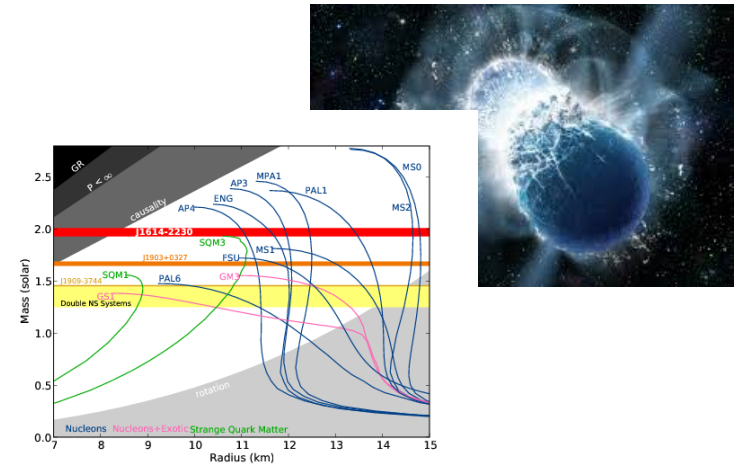 GR
P < ∞
causality
rotation
MS0
MPA1
AP3
PAL1
ENG
AP4
MS2
J1614-2230
SQM3
MS1
J1903+0327
FSU
GM3
SQM1
PAL6
J1909-3744
GS1
Double NS Systems
Nucleons Nucleons+Exotic Strange Quark Matter
Mass (solar)
2.5
2.0
1.5
1.0
0.5
0.0
7 8 9 10 11 12 13 14 15
Radius (km)